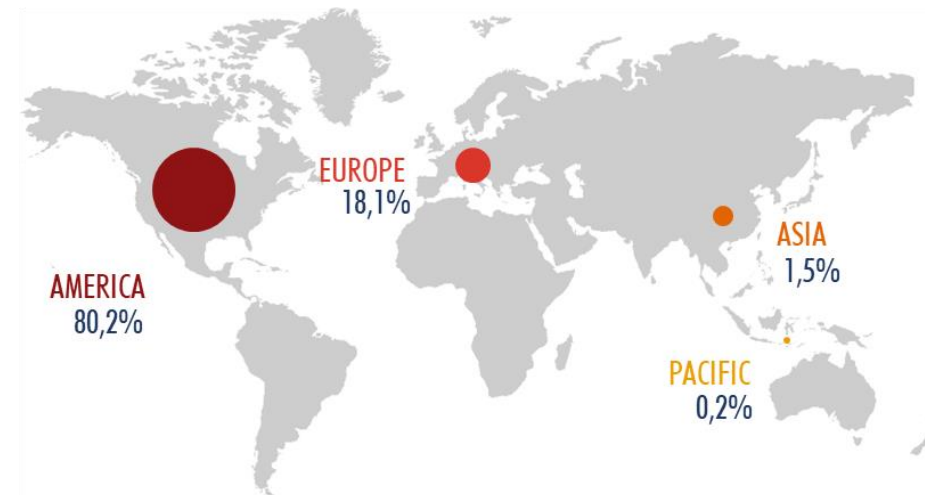 EUROPE
18,1%
ASIA
1,5%
AMERICA
80,2%
PACIFIC
0,2%